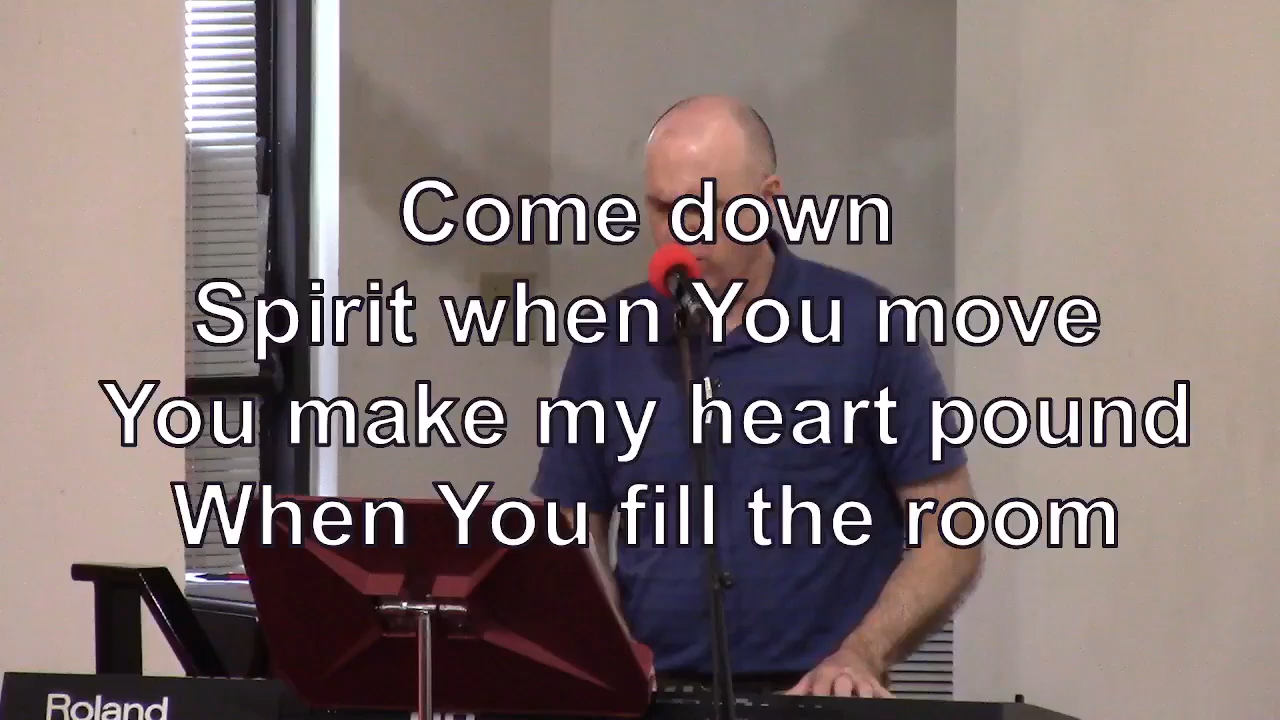 Come down
Spirit when You move
You make my heart pound
When You fill the room
Roland